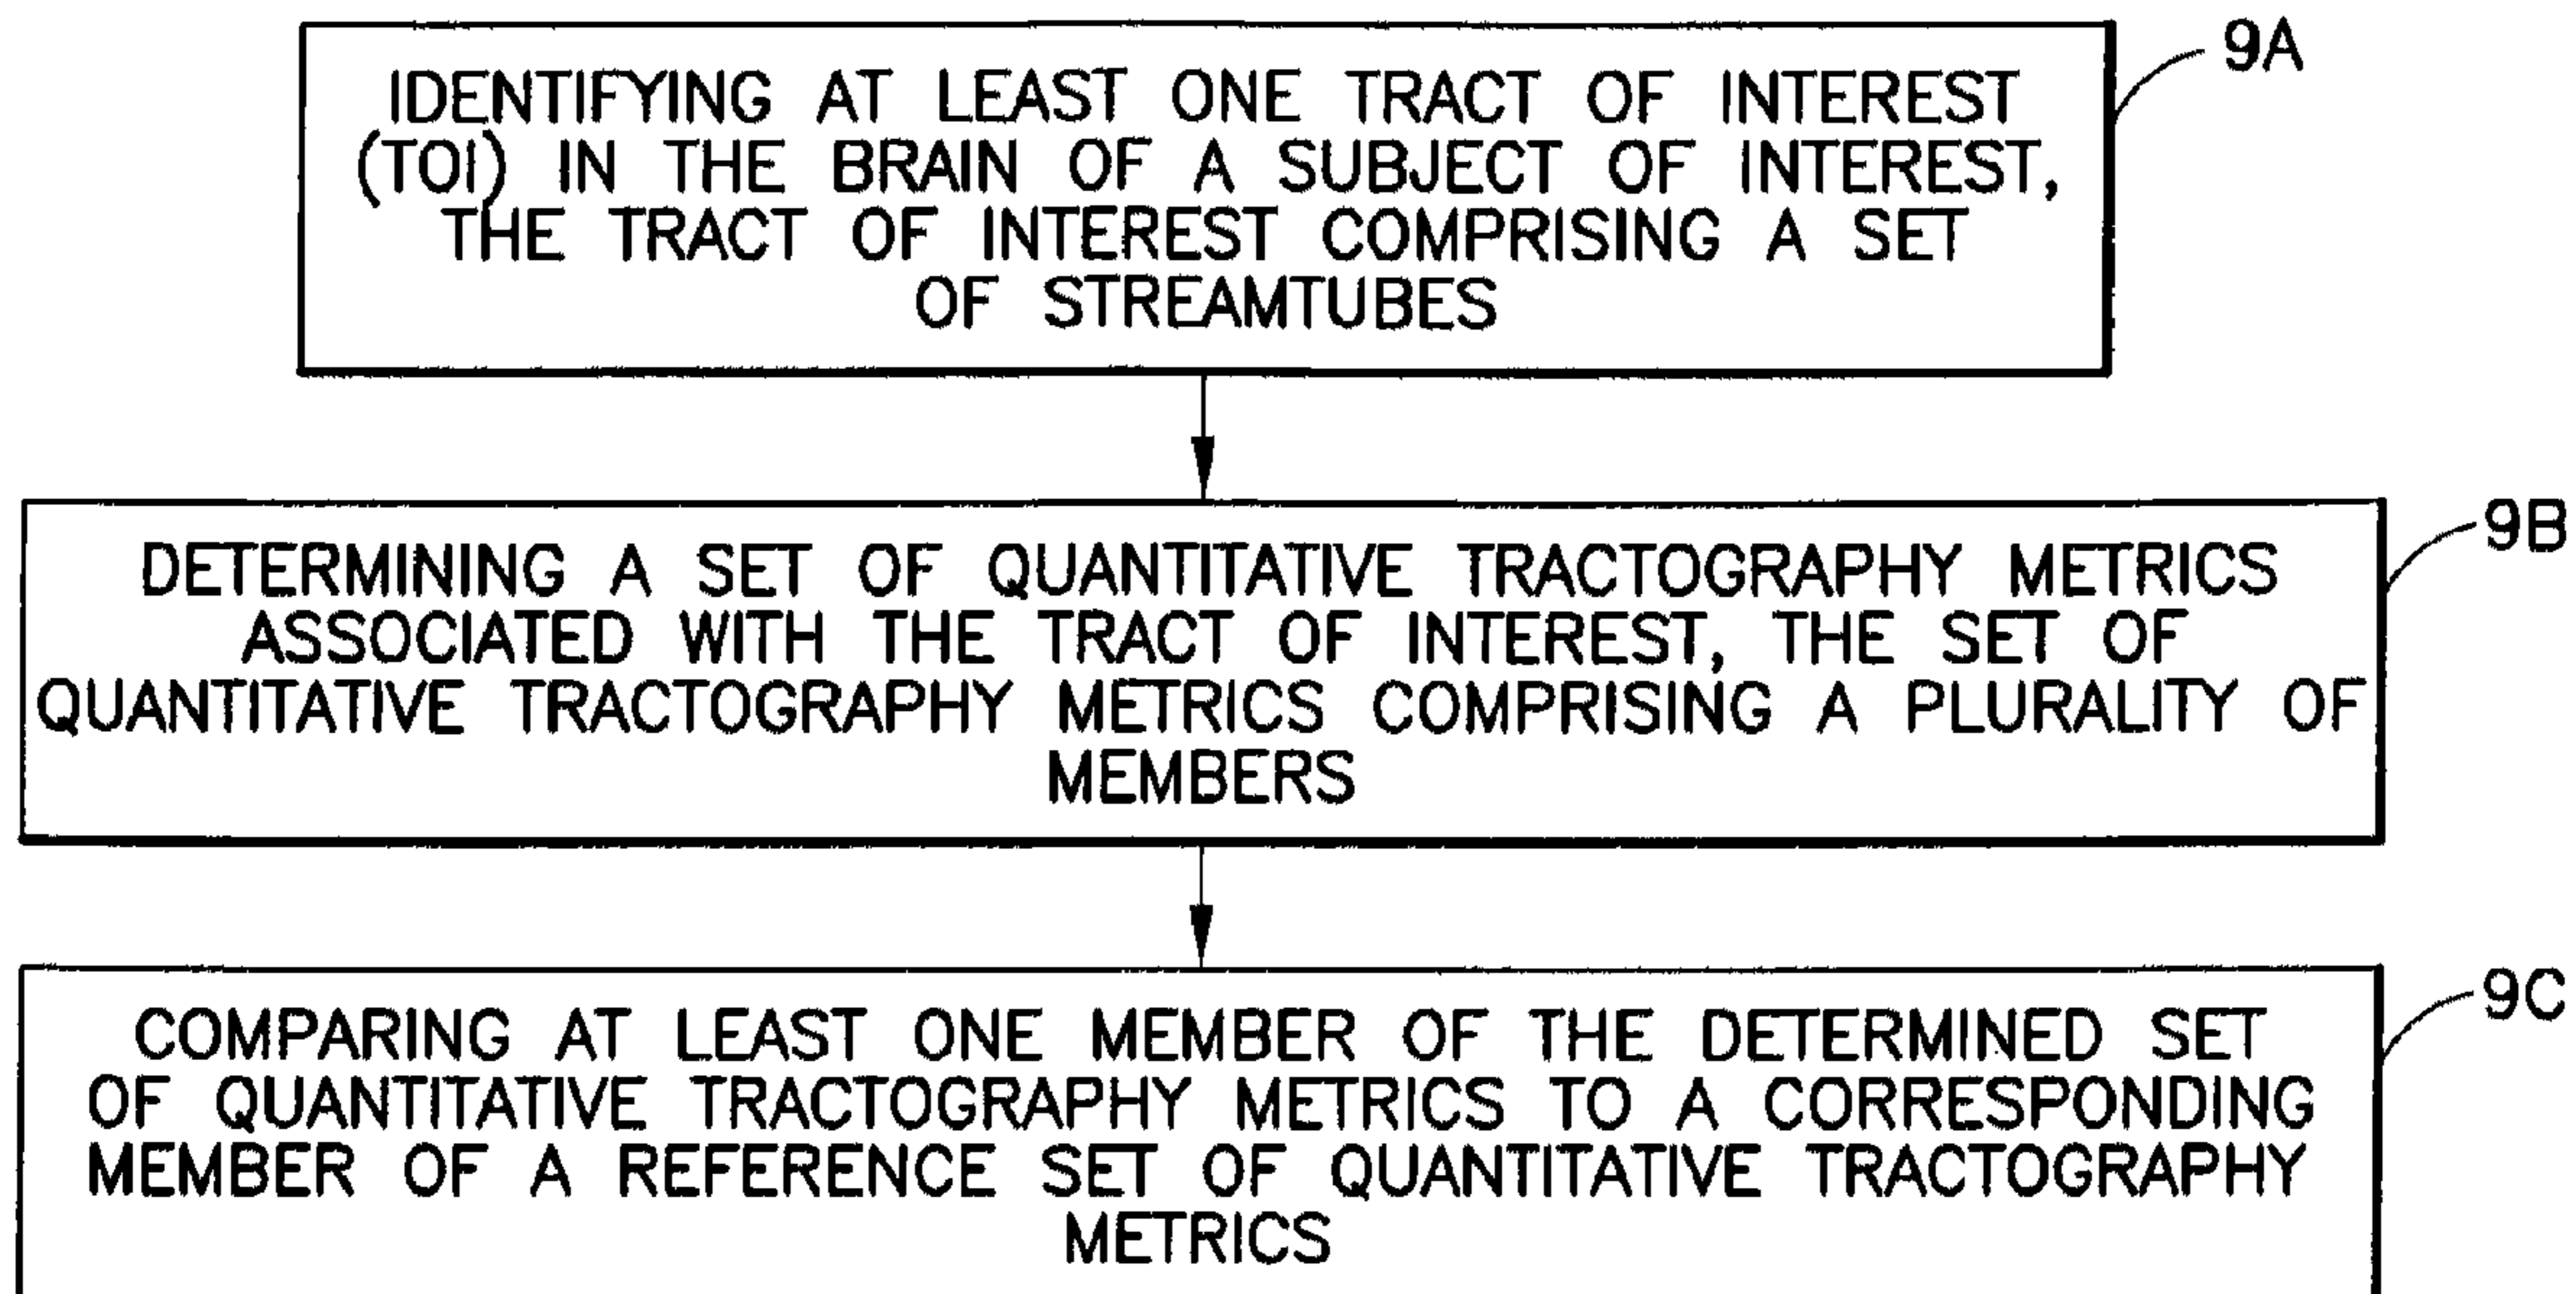 9A
IDENTIFYING AT LEAST ONE TRACT OF INTEREST
(TOI) IN THE BRAIN OF A SUBJECT OF INTEREST,
THE TRACT OF INTEREST COMPRISING A SET
OF STREAMTUBES
9B
DETERMINING A SET OF QUANTITATIVE TRACTOGRAPHY METRICS
ASSOCIATED WITH THE TRACT OF INTEREST, THE SET OF
QUANTITATIVE TRACTOGRAPHY METRICS COMPRISING A PLURALITY OF
MEMBERS
9C
COMPARING AT LEAST ONE MEMBER OF THE DETERMINED SET
OF QUANTITATIVE TRACTOGRAPHY METRICS TO A CORRESPONDING
MEMBER OF A REFERENCE SET OF QUANTITATIVE TRACTOGRAPHY
METRICS